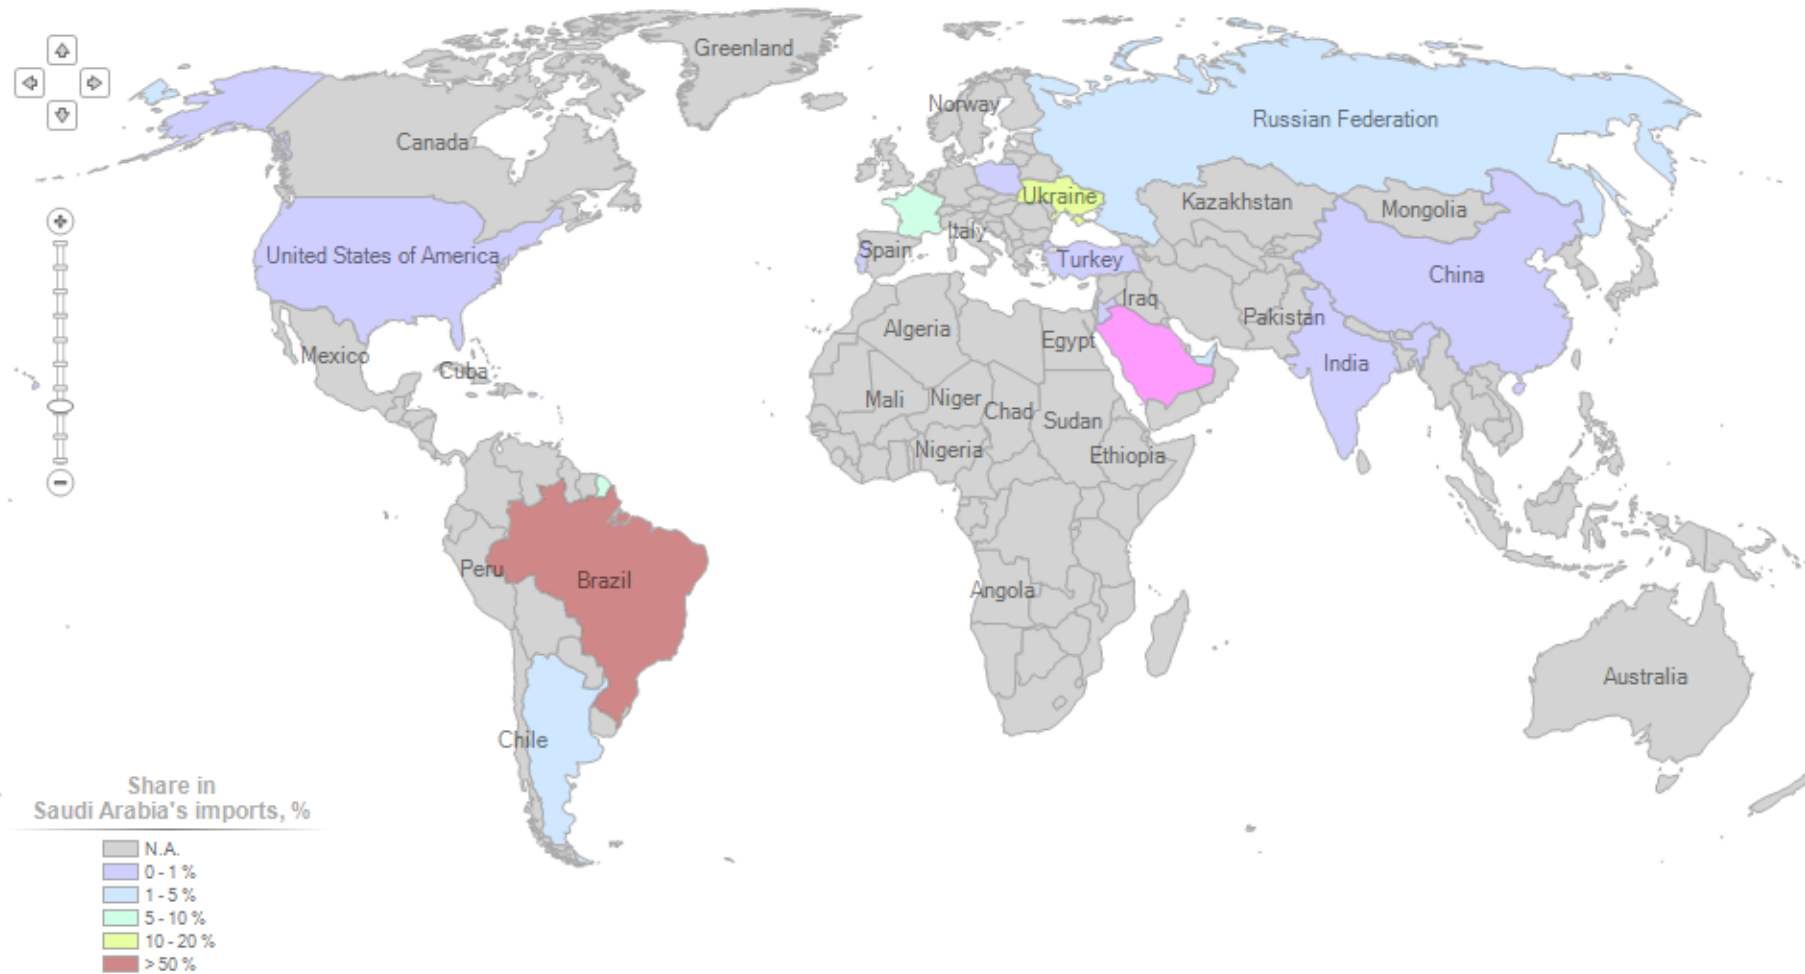 Greenland
Norway
Russian Federation
Canada
Ukraine
Kazakhstan
Mongolia
Italy
Spain
United States of America
Turkey
China
Iraq
Pakistan
Algeria
Egypt
Mexico
Cuba
India
Mali
Niger
Chad
Sudan
Nigeria
Ethiopia
Peru
Brazil
Angola
Australia
Chile
Share in
Saudi Arabia's imports, %
N.A.
0 - 1 %
1 - 5 %
5 - 10 %
10 - 20 %
> 50 %